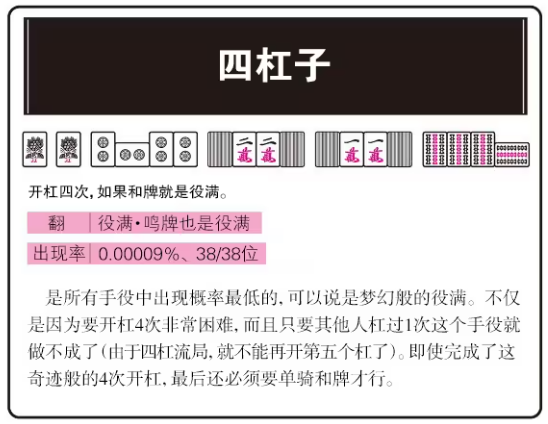 四杠子
二萬 二萬 一萬 一萬
开杠四次，如果和牌就是役满。
翻 役满·鸣牌也是役满
出现率 0.00009%、38/38位
是所有手役中出现概率最低的，可以说是梦幻般的役满。不仅
是因为要开杠4次非常困难，而且只要其他人杠过1次这个手役就
做不成了（由于四杠流局，就不能再开第五个杠了）。即使完成了这
奇迹般的4次开杠，最后还必须要单骑和牌才行。